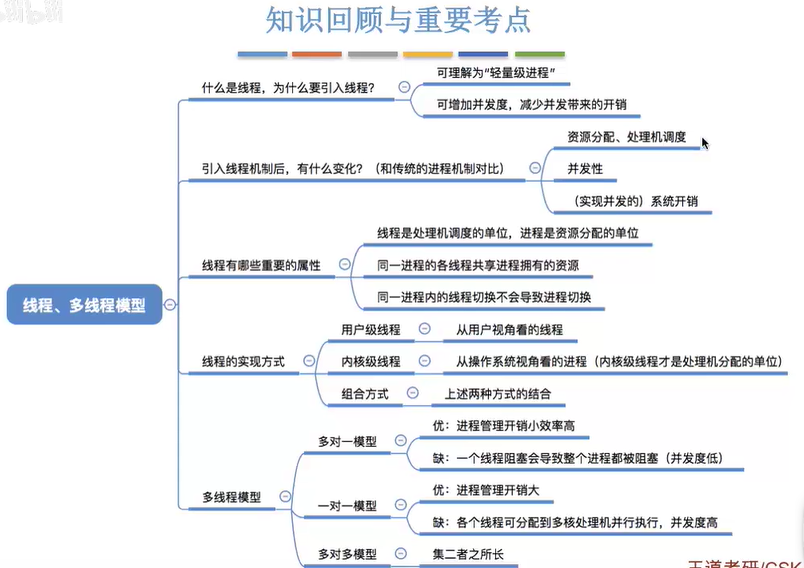 知识回顾与重要考点
什么是线程，为什么要引入线程？
可理解为“轻量级进程”
可增加并发度，减少并发带来的开销
引入线程机制后，有什么变化？（和传统的进程机制对比）
资源分配、处理机调度
并发性
（实现并发的）系统开销
线程、多线程模型
线程有哪些重要的属性
线程是处理机调度的单位，进程是资源分配的单位
同一进程的各线程共享进程拥有的资源
同一进程内的线程切换不会导致进程切换
线程的实现方式
用户级线程
从用户视角看的线程
内核级线程
从操作系统视角看的进程（内核级线程才是处理机分配的单位）
组合方式
上述两种方式的结合
多线程模型
多对一模型
优：进程管理开销小效率高
缺：一个线程阻塞会导致整个进程都被阻塞（并发度低）
一对一模型
优：进程管理开销大
缺：各个线程可分配到多核处理机并行执行，并发度高
多对多模型
集二者之所长
王道考研/CSK